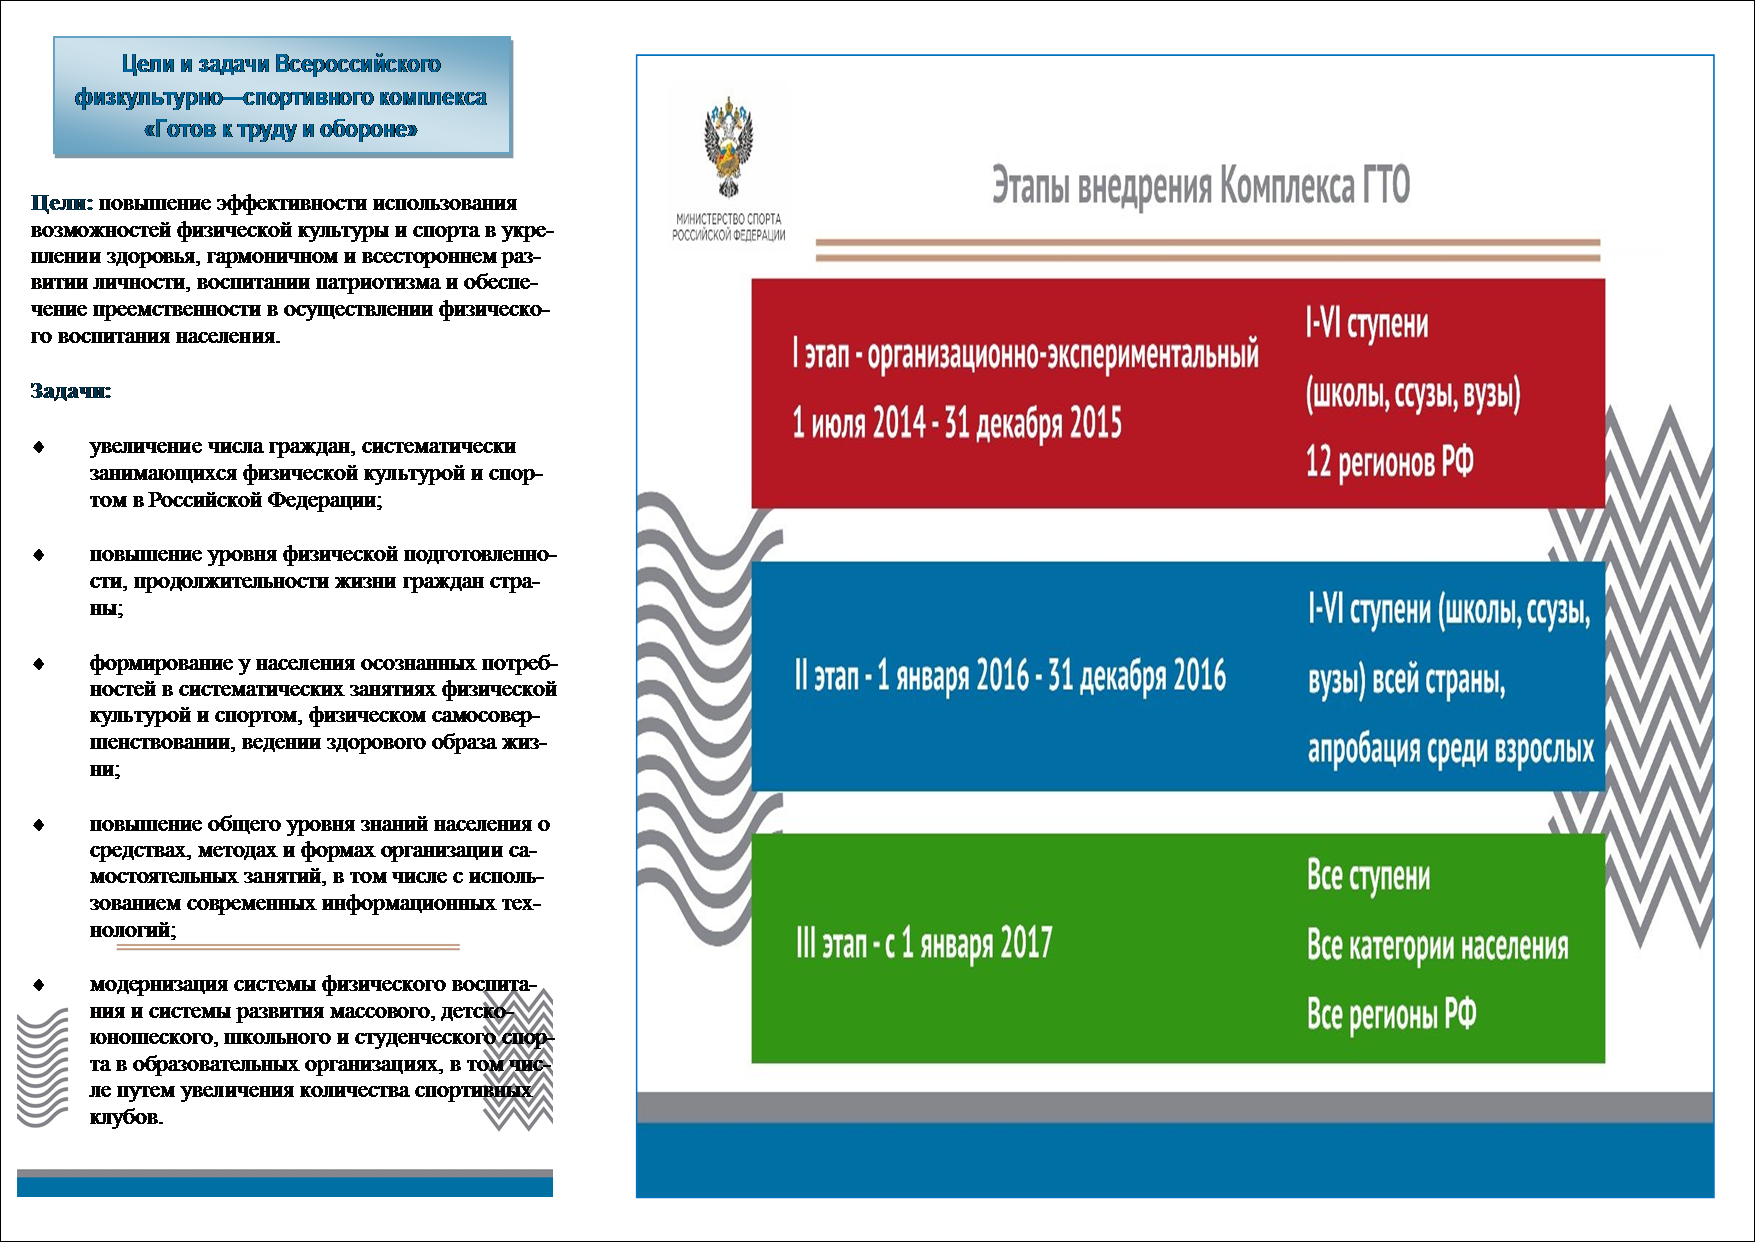 Цели и задачи Всероссийского
физкультурно—спортивного комплекса
«Готов к труду и обороне»
Цели: повышение эффективности использования
возможностей физической культуры и спорта в укре-
плении здоровья, гармоничном и всестороннем раз-
витии личности, воспитании патриотизма и обеспе-
чение преемственности в осуществлении физическо-
го воспитания населения.
Задачи:
♦ увеличение числа граждан, систематически
занимающихся физической культурой и спор-
том в Российской Федерации;
♦ повышение уровня физической подготовленно-
сти, продолжительности жизни граждан стра-
ны;
♦ формирование у населения осознанных потреб-
ностей в систематических занятиях физической
культурой и спортом, физическом самосовер-
шенствовании, ведении здорового образа жиз-
ни;
♦ повышение общего уровня знаний населения о
средствах, методах и формах организации са-
мостоятельных занятий, в том числе с исполь-
зованием современных информационных тех-
нологий;
♦ модернизация системы физического воспита-
ния и системы развития массового, детско-
юношеского, школьного и студенческого спор-
та в образовательных организациях, в том чис-
ле путем увеличения количества спортивных
клубов.
МИНИСТЕРСТВО СПОРТА
РОССИЙСКОЙ ФЕДЕРАЦИИ
Этапы внедрения Комплекса ГТО
I этап - организационно-экспериментальный
1 июля 2014 - 31 декабря 2015
I-VI ступени
(школы, ссузы, вузы)
12 регионов РФ
II этап - 1 января 2016 - 31 декабря 2016
I-VI ступени (школы, ссузы,
вузы) всей страны,
апробация среди взрослых
III этап - с 1 января 2017
Все ступени
Все категории населения
Все регионы РФ